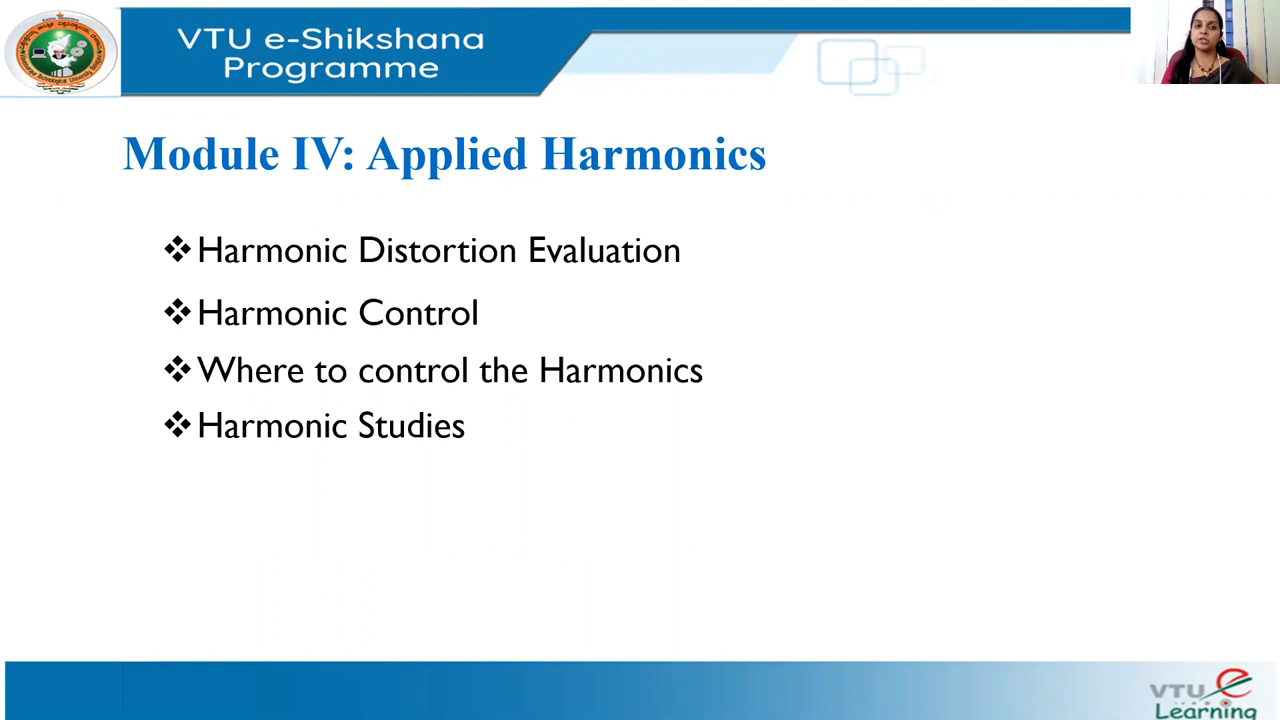 VTU e-Shikshana
Programme
Module IV: Applied Harmonics
❖Harmonic Distortion Evaluation
❖Harmonic Control
❖Where to control the Harmonics
❖Harmonic Studies
VTU e
Learning